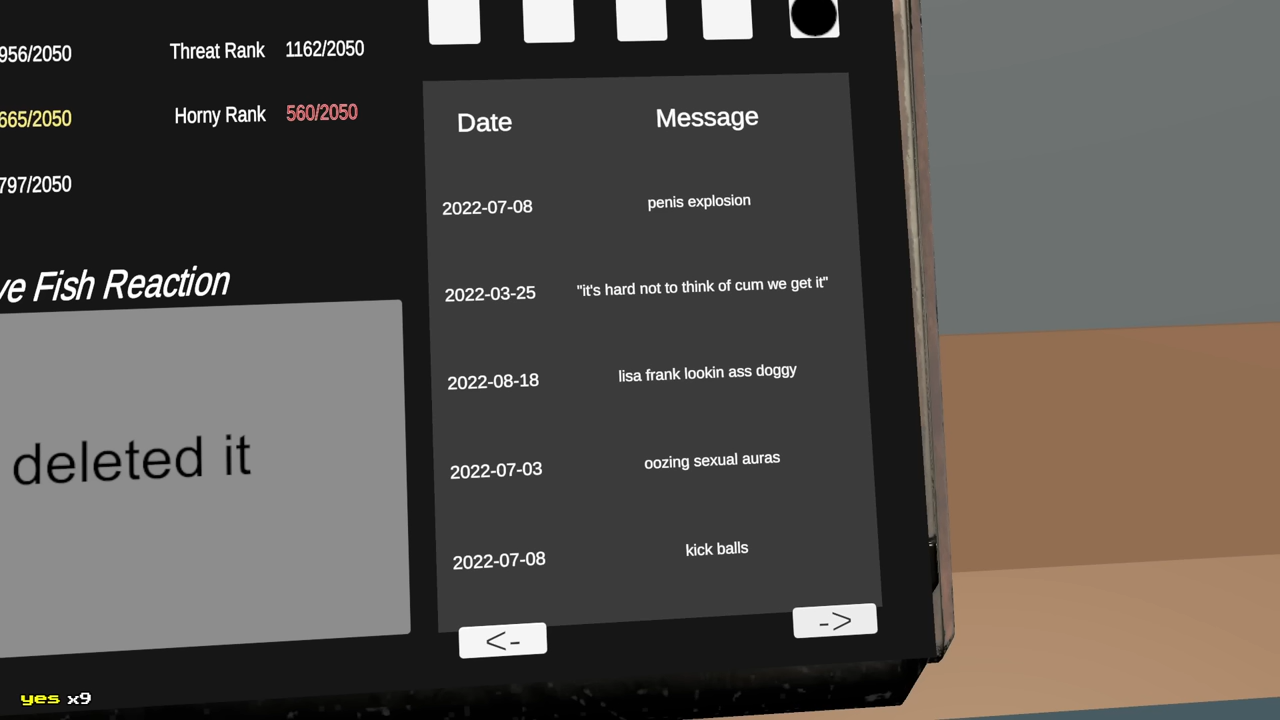 956/2050 Threat Rank 1162/2050
665/2050 Horny Rank 560/2050
797/2050
ve Fish Reaction
deleted it
Date Message
2022-07-08 penis explosion
2022-03-25 "it's hard not to think of cum we get it"
2022-08-18 lisa frank lookin ass doggy
2022-07-03 oozing sexual auras
2022-07-08 kick balls
<- ->
yes x9